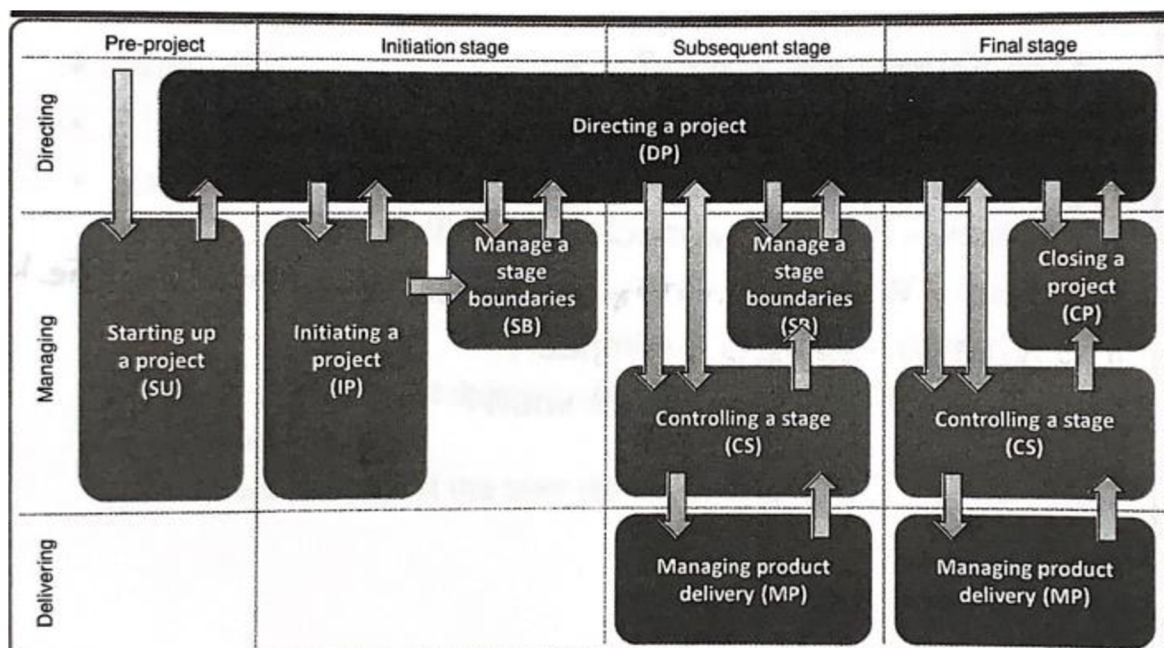 Pre-project
Initiation stage
Subsequent stage
Final stage
Directing
Directing a project
(DP)
Managing
Starting up
a project
(SU)
Initiating a
project
(IP)
Manage a
stage
boundaries
(SB)
Manage a
stage
boundaries
(SB)
Closing a
project
(CP)
Controlling a stage
(CS)
Controlling a stage
(CS)
Delivering
Managing product
delivery (MP)
Managing product
delivery (MP)